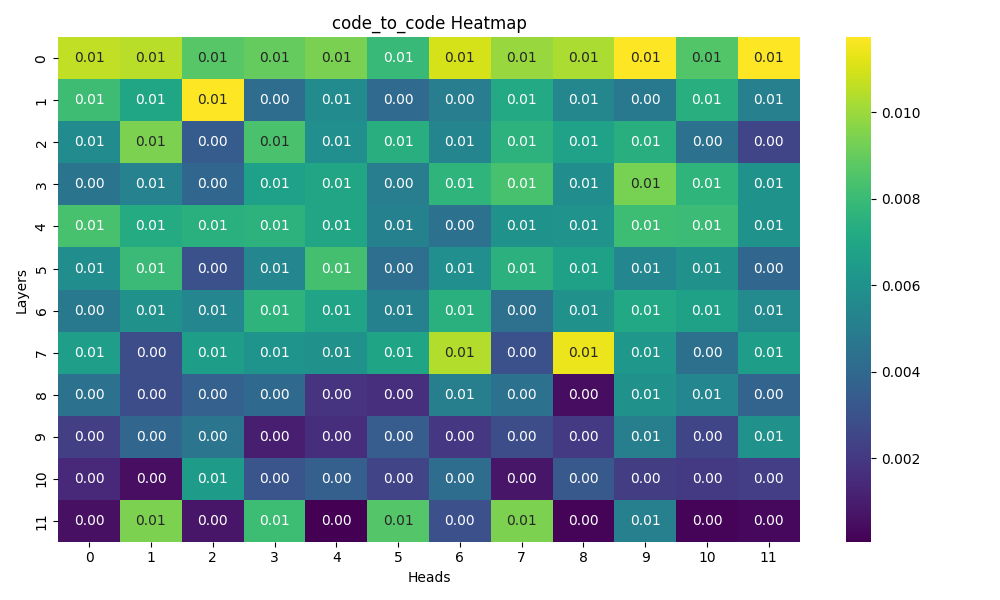 code_to_code Heatmap
0 0.01 0.01 0.01 0.01 0.01 0.01 0.01 0.01 0.01 0.01 0.01 0.01
1 0.01 0.01 0.01 0.00 0.01 0.00 0.00 0.01 0.01 0.00 0.01 0.01
2 0.01 0.01 0.00 0.01 0.01 0.01 0.01 0.01 0.01 0.01 0.00 0.00
3 0.00 0.01 0.00 0.01 0.01 0.00 0.01 0.01 0.01 0.01 0.01 0.01
4 0.01 0.01 0.01 0.01 0.01 0.01 0.00 0.01 0.01 0.01 0.01 0.01
5 0.01 0.01 0.00 0.01 0.01 0.00 0.01 0.01 0.01 0.01 0.01 0.00
6 0.00 0.01 0.01 0.01 0.01 0.01 0.01 0.00 0.01 0.01 0.01 0.01
7 0.01 0.00 0.01 0.01 0.01 0.01 0.01 0.00 0.01 0.01 0.00 0.01
8 0.00 0.00 0.00 0.00 0.00 0.00 0.01 0.00 0.00 0.01 0.01 0.00
9 0.00 0.00 0.00 0.00 0.00 0.00 0.00 0.00 0.00 0.01 0.00 0.01
10 0.00 0.00 0.01 0.00 0.00 0.00 0.00 0.00 0.00 0.00 0.00 0.00
11 0.00 0.01 0.00 0.01 0.00 0.01 0.00 0.01 0.00 0.01 0.00 0.00
0 1 2 3 4 5 6 7 8 9 10 11
Heads
Layers
0.010
0.008
0.006
0.004
0.002